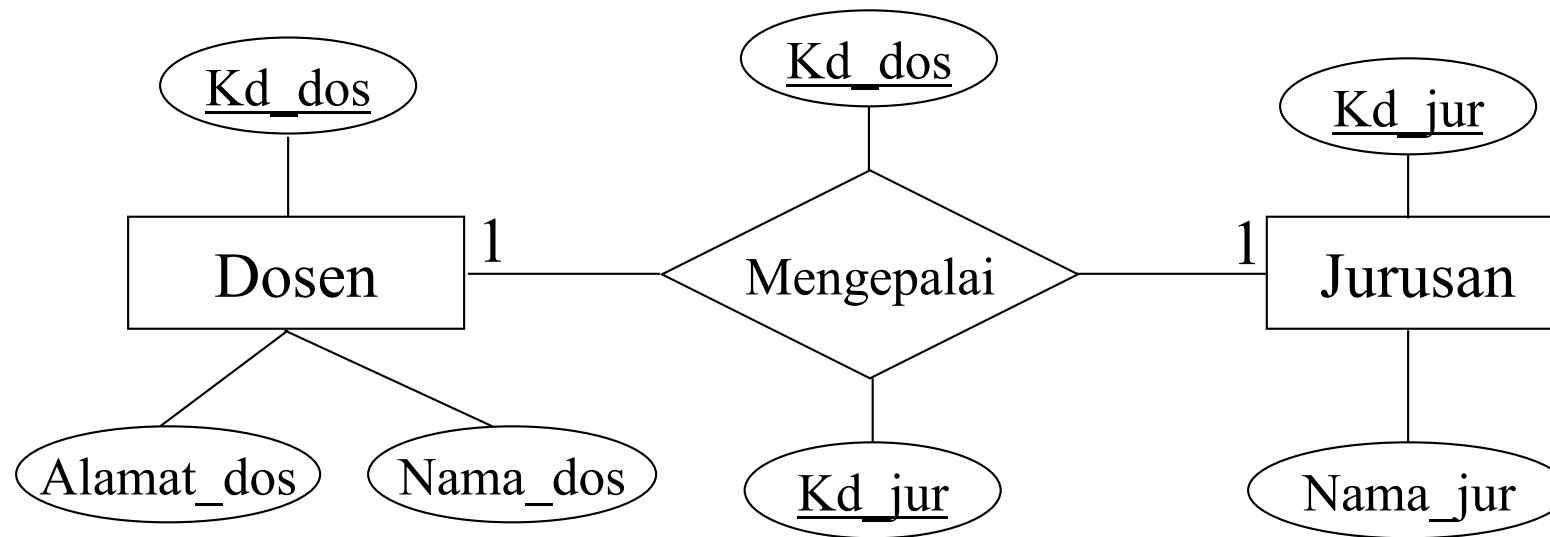 Kd_dos
Kd_dos
Kd_jur
Dosen
1
Mengepalai
1
Jurusan
Alamat_dos
Nama_dos
Kd_jur
Nama_jur